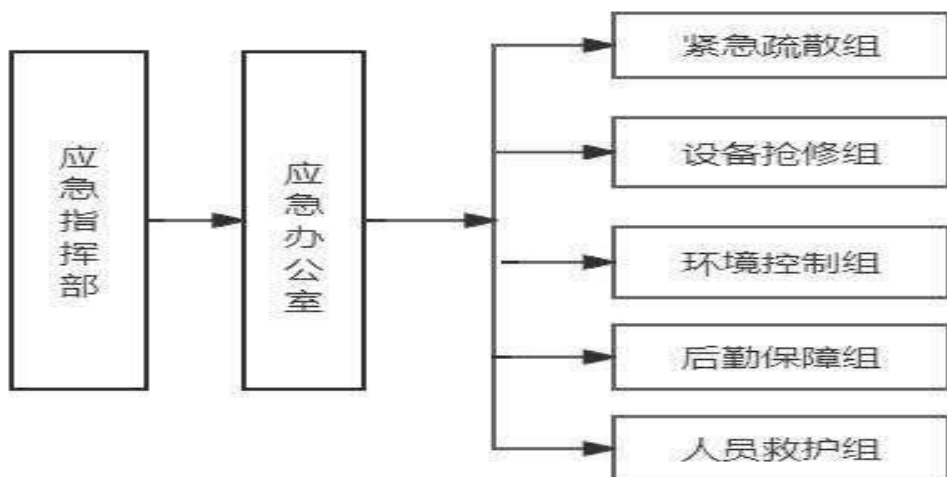 应急指挥部
应急办公室
紧急疏散组
设备抢修组
环境控制组
后勤保障组
人员救护组